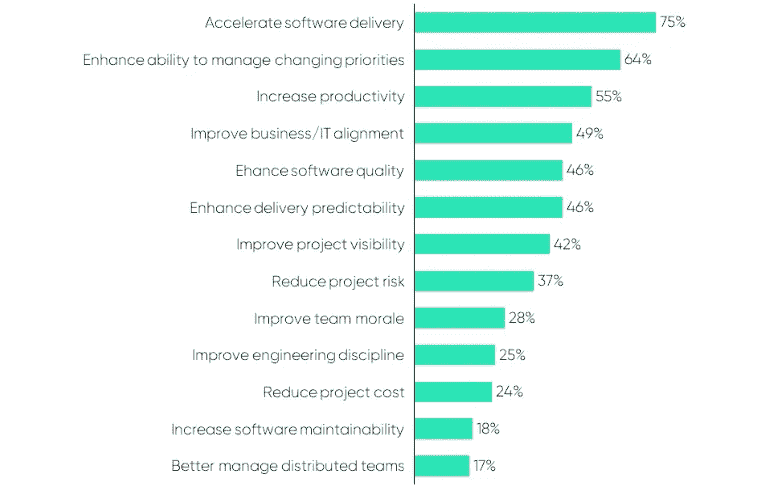 Accelerate software delivery 75%
Enhance ability to manage changing priorities 64%
Increase productivity 55%
Improve business/IT alignment 49%
Ehance software quality 46%
Enhance delivery predictability 46%
Improve project visibility 42%
Reduce project risk 37%
Improve team morale 28%
Improve engineering discipline 25%
Reduce project cost 24%
Increase software maintainability 18%
Better manage distributed teams 17%